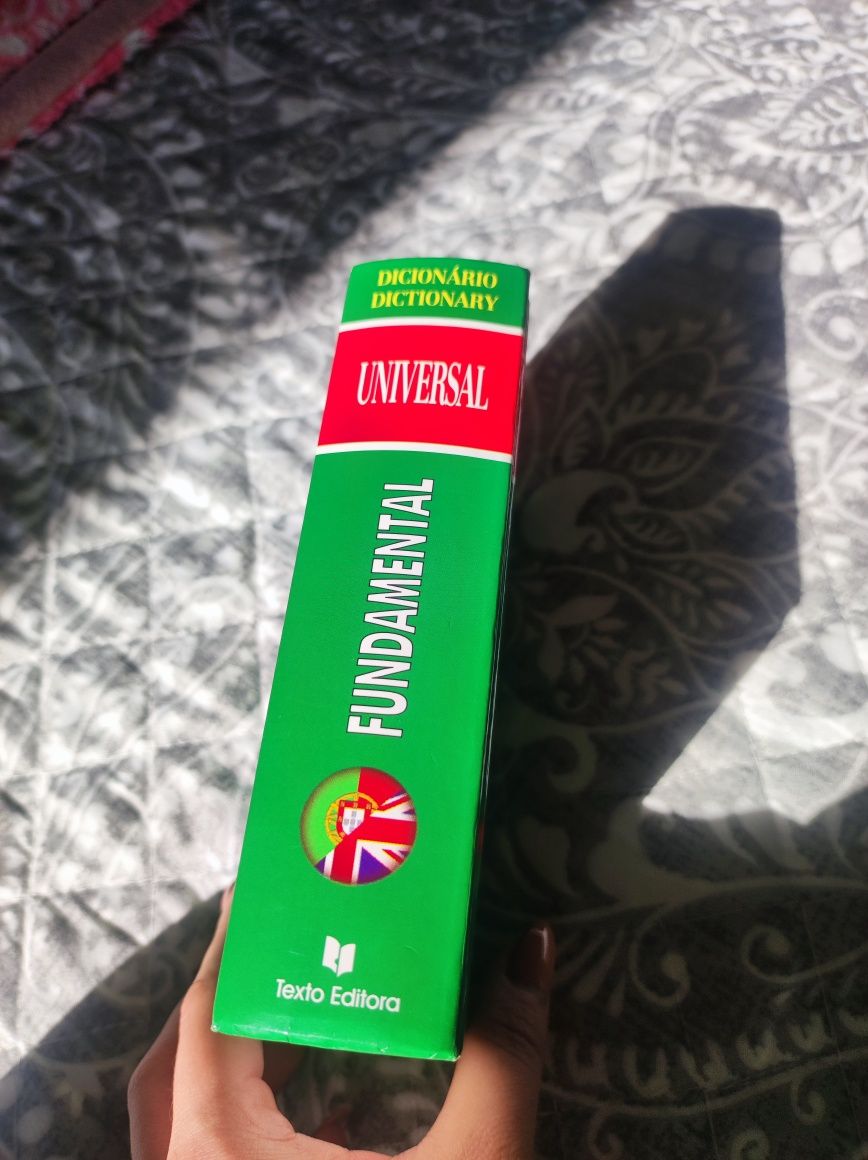 DICIONÁRIO
DICTIONARY
UNIVERSAL
FUNDAMENTAL
Texto Editora